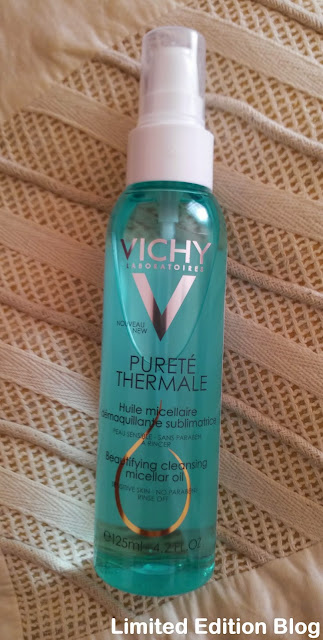 VICHY
LABORATOIRES
NOUVEAU
NEW
PURETÉ
THERMALE
Huile micellaire
démaquillante sublimatrice
PEAU SENSIBLE - SANS PARABEN
À RINCER
Beautifying cleansing
micellar oil
SENSITIVE SKIN - NO PARABEN
RINSE OFF
℮125ml-4.2 FL.OZ
Limited Edition Blog